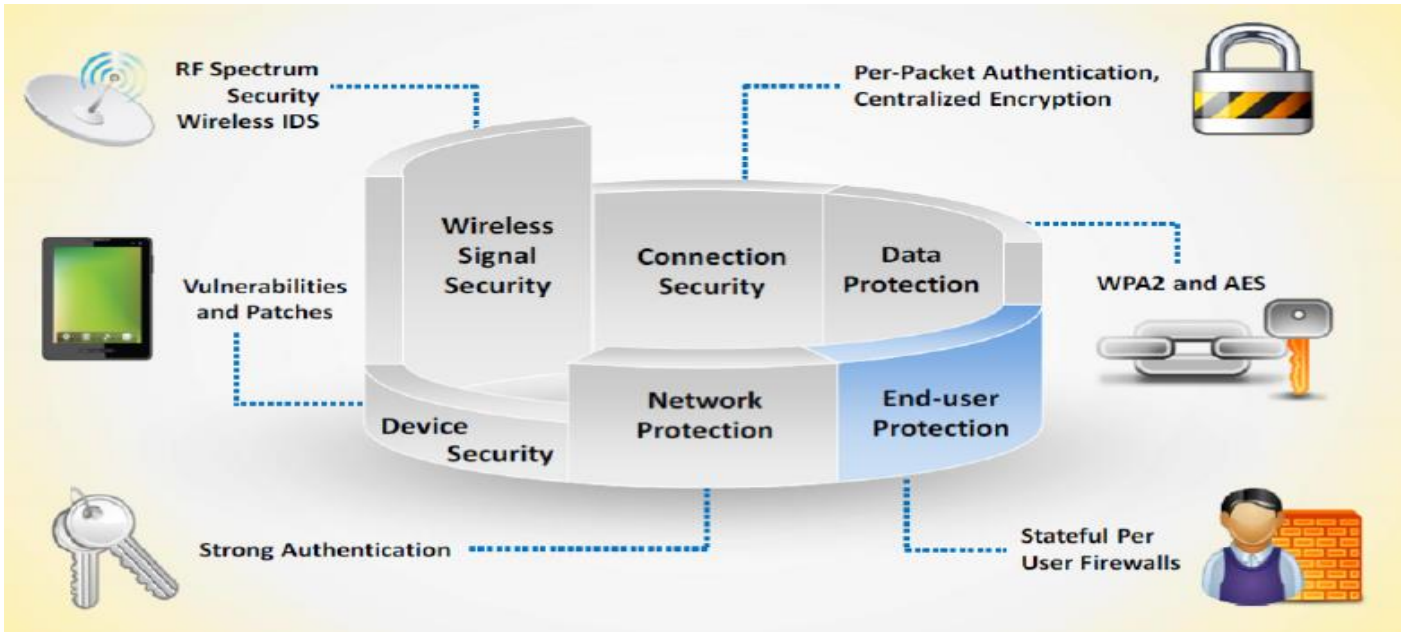 RF Spectrum
Security
Wireless IDS
Per-Packet Authentication,
Centralized Encryption
Wireless
Signal
Security
Connection
Security
Data
Protection
Vulnerabilities
and Patches
WPA2 and AES
Device
Security
Network
Protection
End-user
Protection
Strong Authentication
Stateful Per
User Firewalls